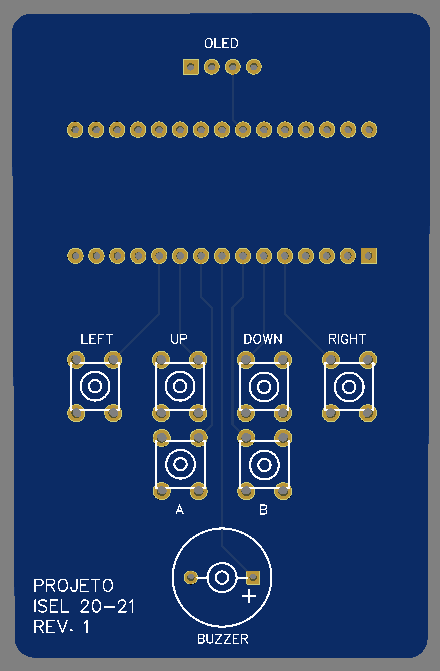 OLED
LEFT
UP
DOWN
RIGHT
A
B
+
PROJETO
ISEL 20-21
REV. 1
BUZZER